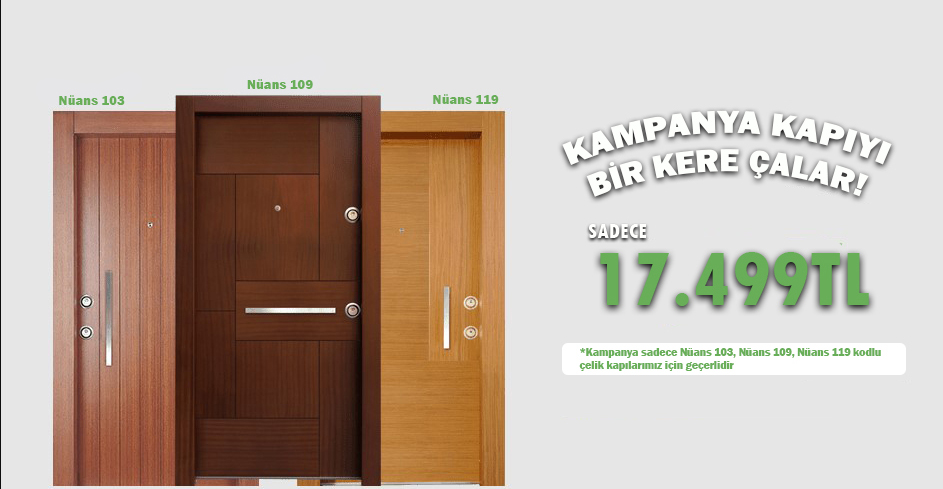 Nüans 109
Nüans 103
Nüans 119
KAMPANYA KAPIYI
BİR KERE ÇALAR!
SADECE
17.499TL
*Kampanya sadece Nüans 103, Nüans 109, Nüans 119 kodlu
çelik kapılarımız için geçerlidir